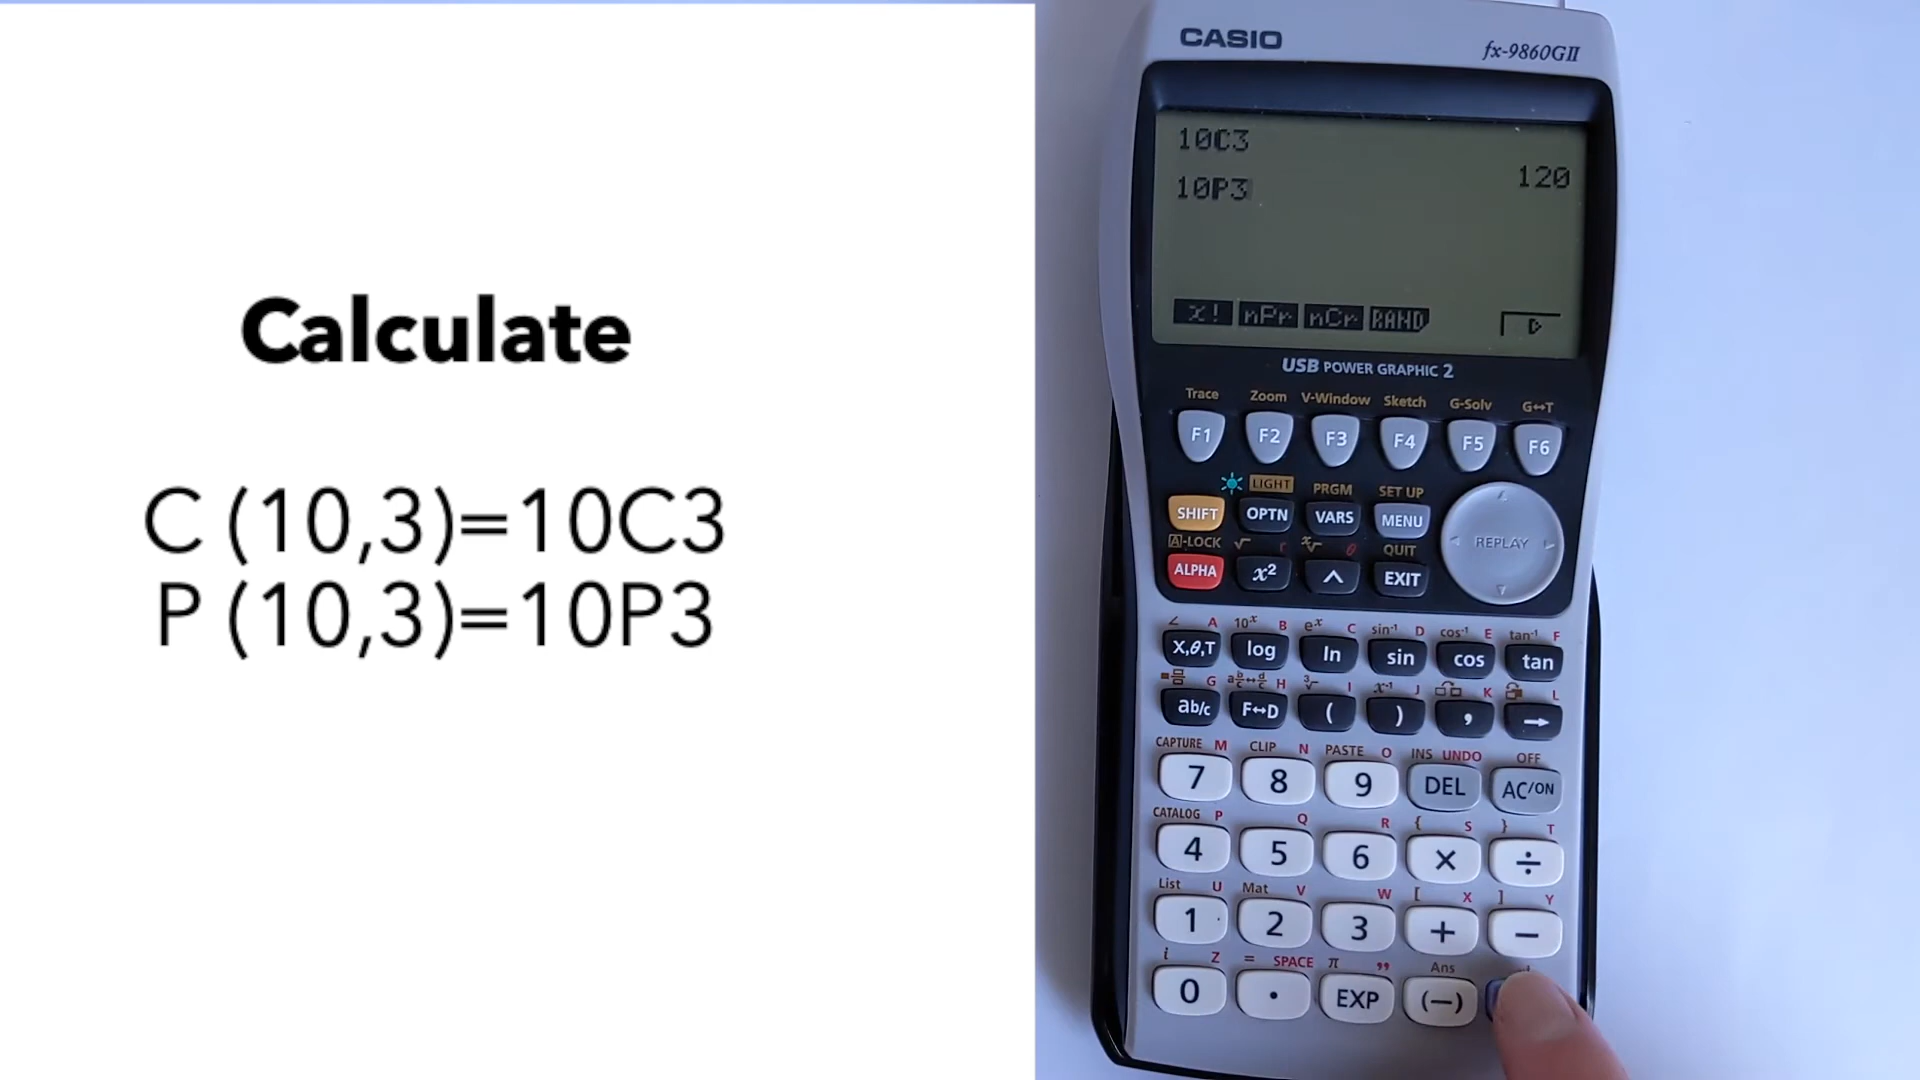 Calculate
C (10,3)=10C3
P (10,3)=10P3
CASIO
fx-9860GII
10C3
120
10P3
x! nPr nCr RAND
USB POWER GRAPHIC 2
Trace Zoom V-Window Sketch G-Solv G↔T
F1 F2 F3 F4 F5 F6
LIGHT PRGM SET UP
SHIFT OPTN VARS MENU
REPLAY
A-LOCK √ r ˣ√ θ QUIT
ALPHA x² ^ EXIT
∠ A 10ˣ B eˣ C sin⁻¹ D cos⁻¹ E tan⁻¹ F
X,θ,T log ln sin cos tan
G a b/c↔d/c H ³√ I x⁻¹ J K L
ab/c F↔D ( ) , →
CAPTURE M CLIP N PASTE O INS UNDO OFF
7 8 9 DEL AC/ON
CATALOG P Q R { S } T
4 5 6 × ÷
List U Mat V W [ X ] Y
1 2 3 + −
i Z = SPACE π " Ans
0 . EXP (−)